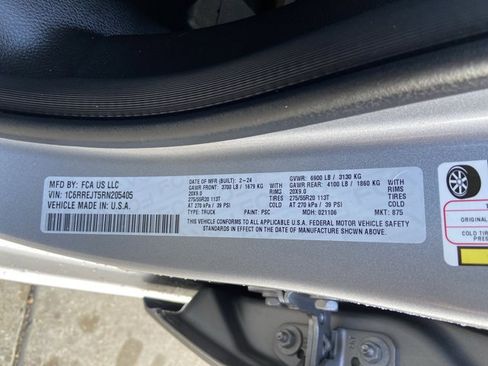 MFD BY: FCA US LLC
VIN: 1C6RREJT5RN205405
VEHICLE MADE IN U.S.A.
DATE OF MFR (BUILT): 2-24
GAWR FRONT: 3700 LB / 1679 KG
20X9.0
275/55R20 113T
AT 270 kPa / 39 PSI
TYPE: TRUCK
PAINT: PSC
WITH
RIMS
TIRES
COLD:
GVWR: 6900 LB / 3130 KG
GAWR REAR: 4100 LB / 1860 KG
20X9.0
275/55R20 113T
AT 270 kPa / 39 PSI
MDH: 021106
WITH
RIMS
TIRES
COLD
MKT: 875
THIS VEHICLE CONFORMS TO ALL APPLICABLE U.S.A. FEDERAL MOTOR VEHICLE SAFETY
STANDARDS IN EFFECT ON THE DATE OF MANUFACTURE SHOWN ABOVE.
ORIGINAL
COLD TI
PRES